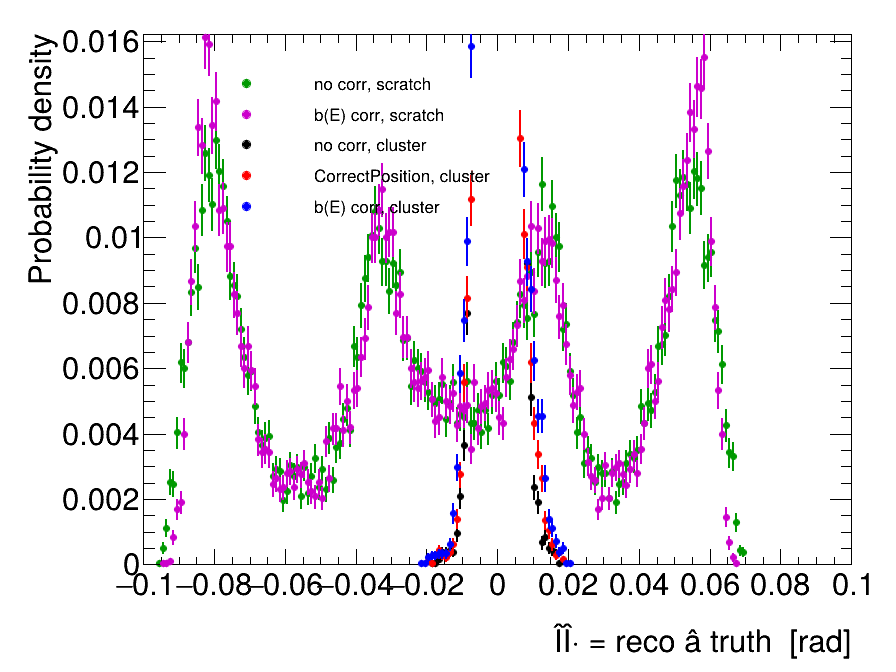 Probability density
0.016
0.014
0.012
0.01
0.008
0.006
0.004
0.002
0
no corr, scratch
b(E) corr, scratch
no corr, cluster
CorrectPosition, cluster
b(E) corr, cluster
−0.1 −0.08 −0.06 −0.04 −0.02 0 0.02 0.04 0.06 0.08 0.1
ÎÎ· = reco â truth [rad]